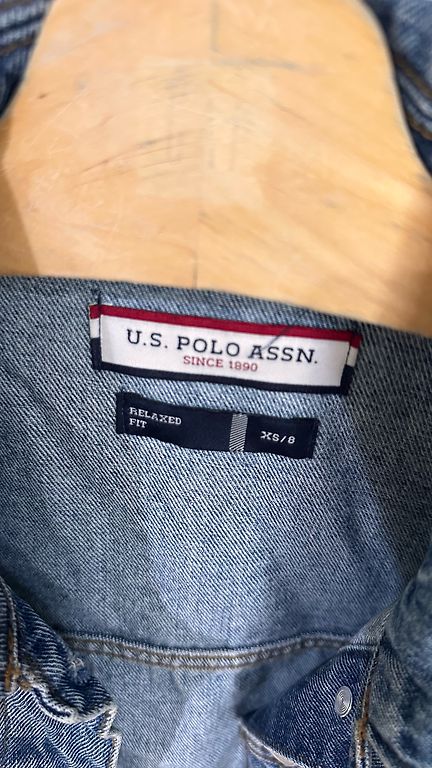 U.S. POLO ASSN.
SINCE 1890
RELAXED
FIT
XS/8